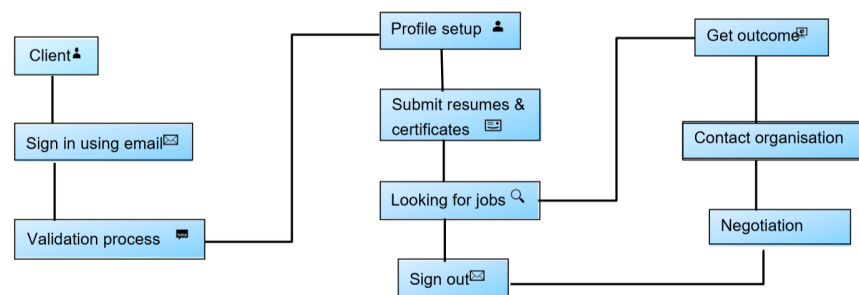 Client
Sign in using email
Validation process
Profile setup
Submit resumes &
certificates
Looking for jobs
Sign out
Get outcome
Contact organisation
Negotiation